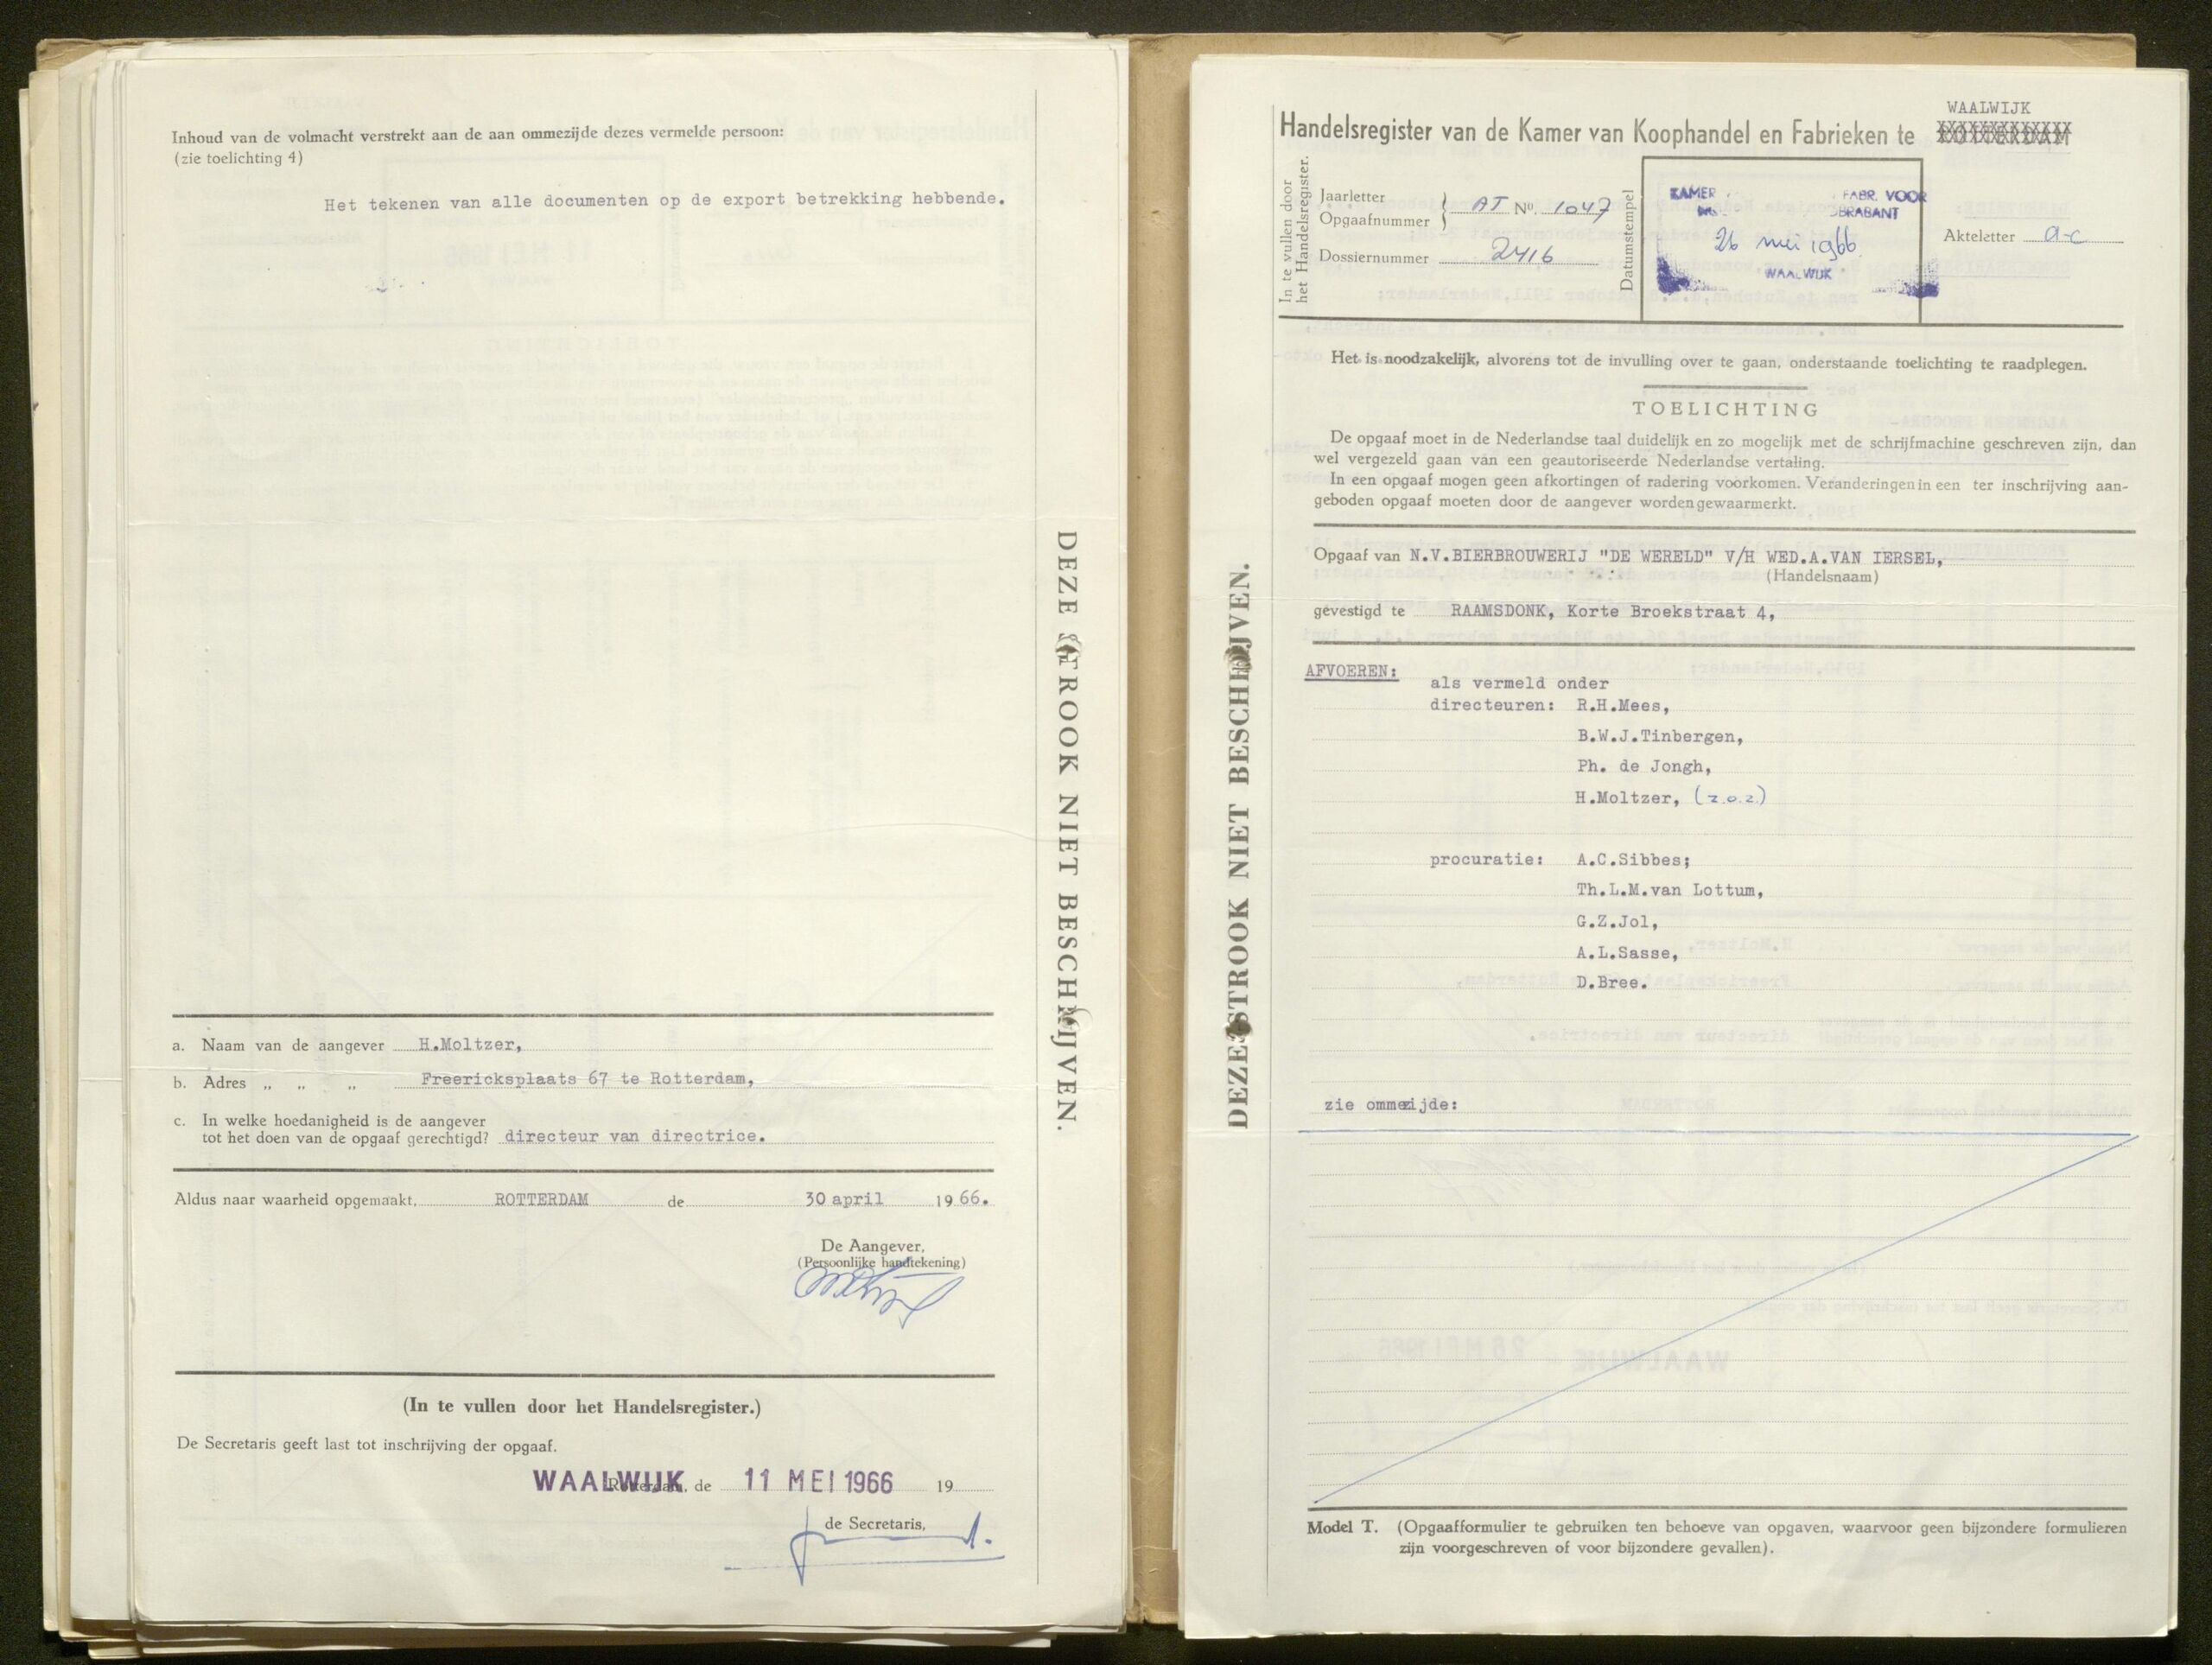 Inhoud van de volmacht verstrekt aan de aan ommezijde dezes vermelde persoon:
(zie toelichting 4)
Het tekenen van alle documenten op de export betrekking hebbende.
DEZE STROOK NIET BESCHRIJVEN.
a. Naam van de aangever H.Moltzer,
b. Adres „ „ „ Freericksplaats 67 te Rotterdam,
c. In welke hoedanigheid is de aangever
tot het doen van de opgaaf gerechtigd? directeur van directrice.
Aldus naar waarheid opgemaakt, ROTTERDAM de 30 april 1966.
De Aangever,
(Persoonlijke handtekening)
(In te vullen door het Handelsregister.)
De Secretaris geeft last tot inschrijving der opgaaf.
WAALWIJK Rotterdam, de 11 MEI 1966 19
de Secretaris,
WAALWIJK
Handelsregister van de Kamer van Koophandel en Fabrieken te ROTTERDAM
In te vullen door
het Handelsregister.
Jaarletter
Opgaafnummer
AT No. 1047
Dossiernummer 2416
Datumstempel
KAMER FABR. VOOR
BRABANT
26 mei 1966
WAALWIJK
Akteletter a-c
Het is noodzakelijk, alvorens tot de invulling over te gaan, onderstaande toelichting te raadplegen.
TOELICHTING
De opgaaf moet in de Nederlandse taal duidelijk en zo mogelijk met de schrijfmachine geschreven zijn, dan
wel vergezeld gaan van een geautoriseerde Nederlandse vertaling.
In een opgaaf mogen geen afkortingen of radering voorkomen. Veranderingen in een ter inschrijving aan-
geboden opgaaf moeten door de aangever worden gewaarmerkt.
Opgaaf van N.V.BIERBROUWERIJ "DE WERELD" V/H WED.A.VAN IERSEL,
(Handelsnaam)
gevestigd te RAAMSDONK, Korte Broekstraat 4,
DEZE STROOK NIET BESCHRIJVEN.
AFVOEREN:
als vermeld onder
directeuren: R.H.Mees,
B.W.J.Tinbergen,
Ph. de Jongh,
H.Moltzer, (z.o.z.)
procuratie: A.C.Sibbes;
Th.L.M.van Lottum,
G.Z.Jol,
A.L.Sasse,
D.Bree.
zie ommezijde:
Model T. (Opgaafformulier te gebruiken ten behoeve van opgaven, waarvoor geen bijzondere formulieren
zijn voorgeschreven of voor bijzondere gevallen).